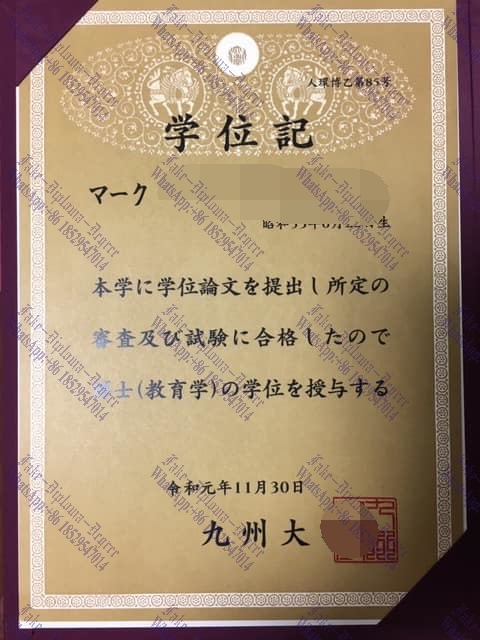 人環博乙第85号
学位記
マーク
本学に学位論文を提出し所定の
審査及び試験に合格したので
士(教育学)の学位を授与する
令和元年11月30日
九州大
Fake-Diploma-Degree
WhatsApp:+86 18529547014